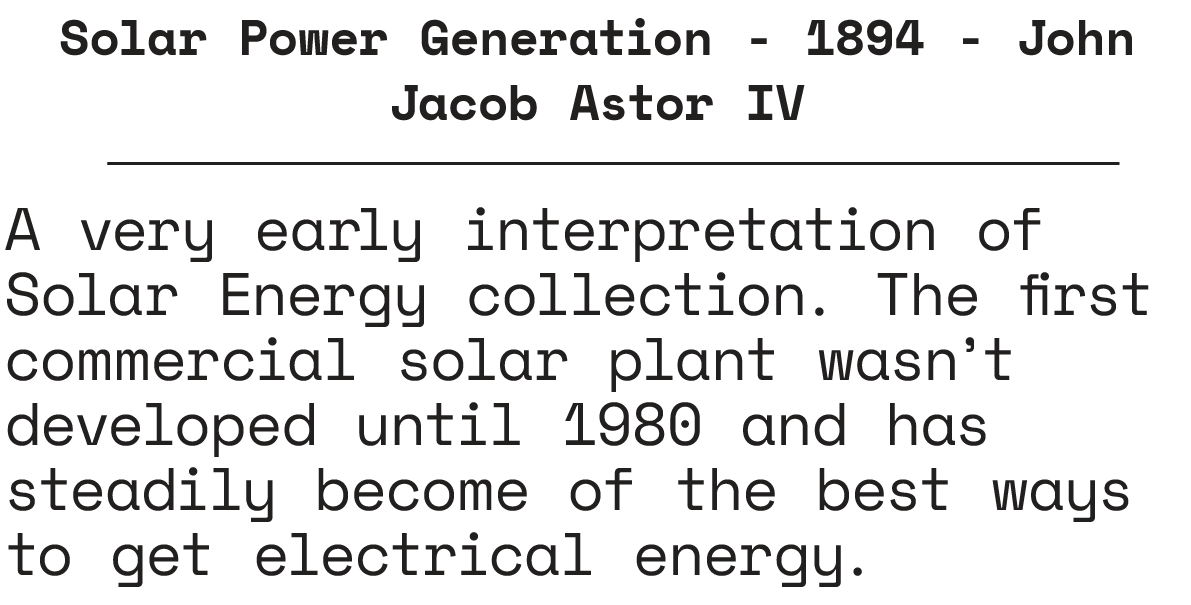 Solar Power Generation - 1894 - John
Jacob Astor IV
A very early interpretation of
Solar Energy collection. The first
commercial solar plant wasn’t
developed until 1980 and has
steadily become of the best ways
to get electrical energy.